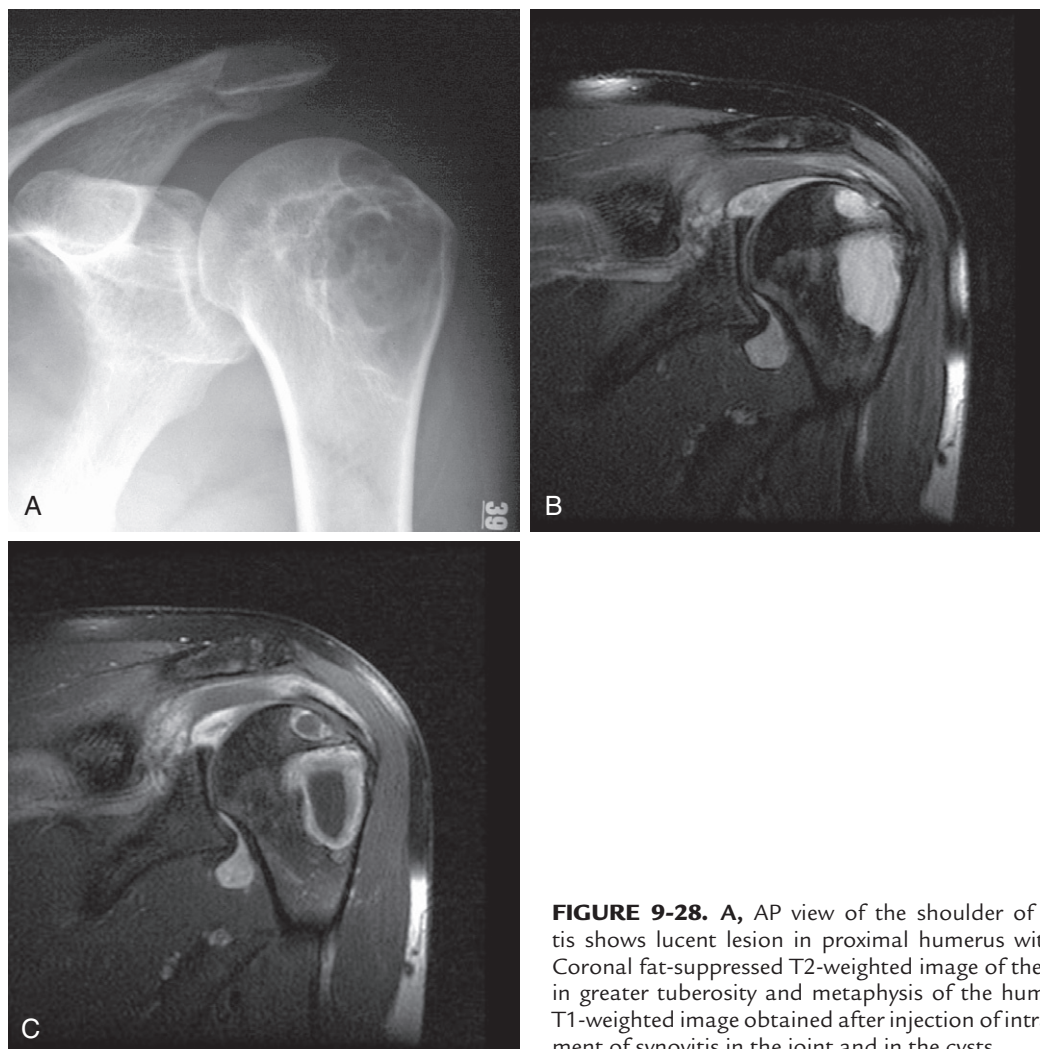 A
39
B
C
FIGURE 9-28. A, AP view of the shoulder of
tis shows lucent lesion in proximal humerus wit
Coronal fat-suppressed T2-weighted image of the
in greater tuberosity and metaphysis of the hum
T1-weighted image obtained after injection of intr
ment of synovitis in the joint and in the cysts.